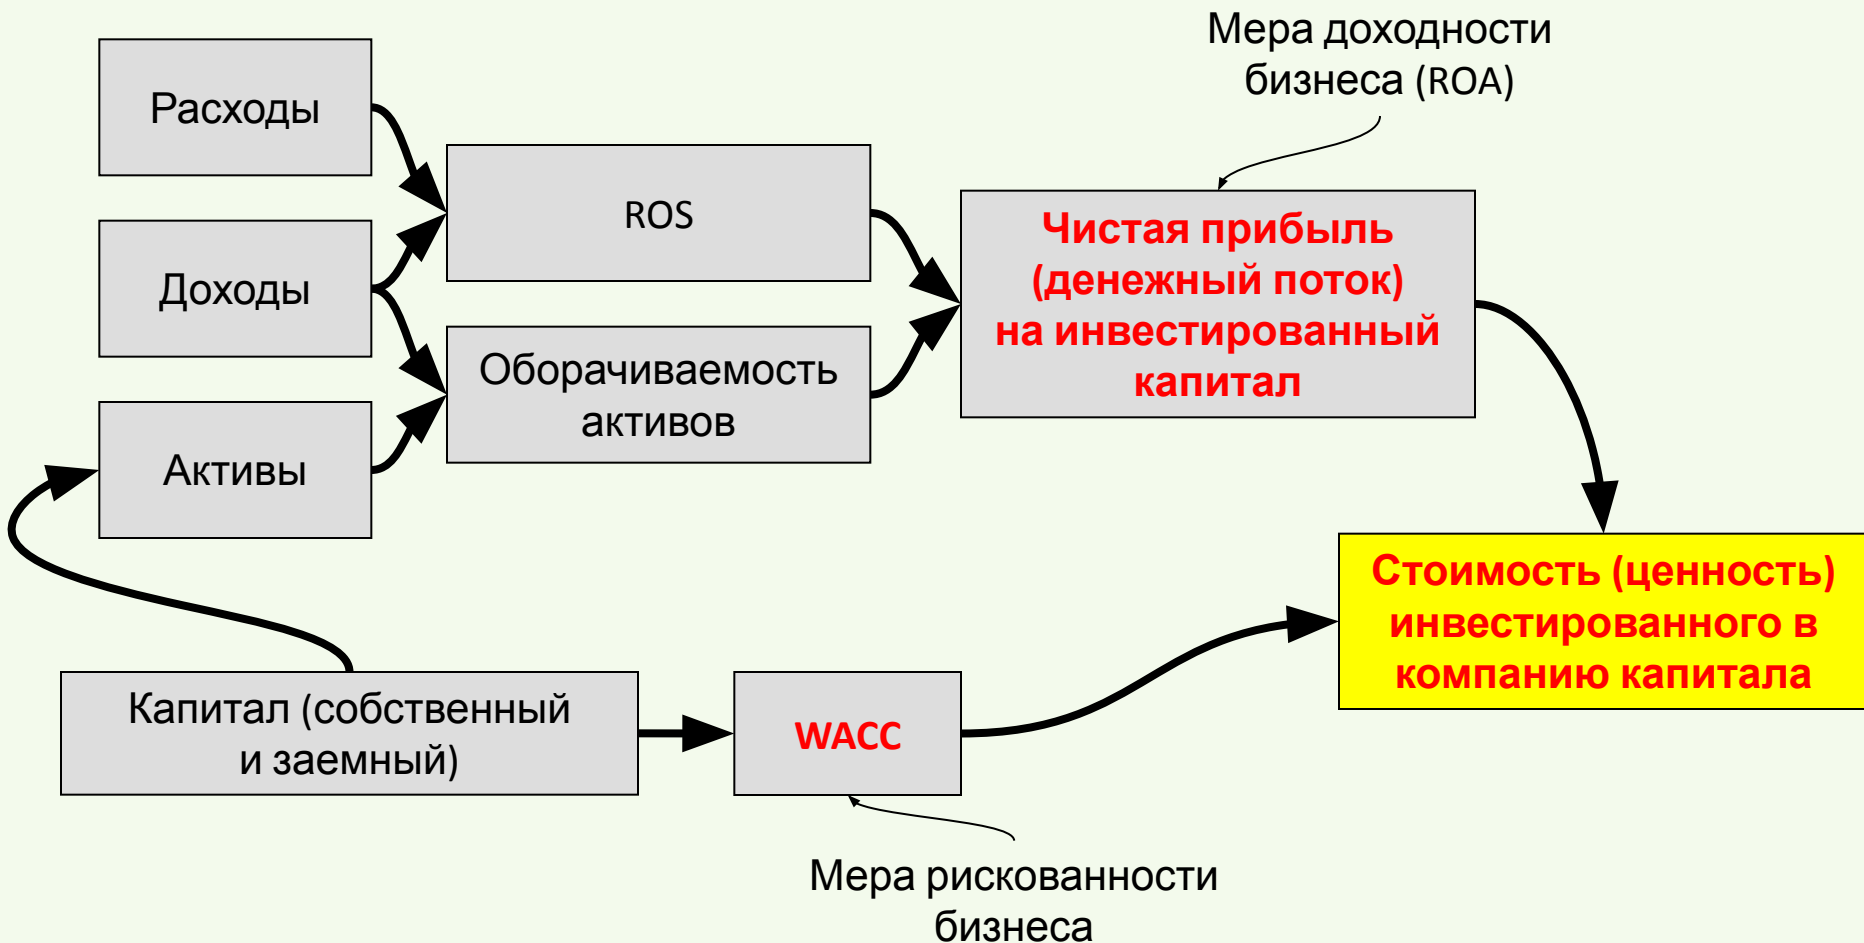 Мера доходности
бизнеса (ROA)
Расходы
ROS
Доходы
Чистая прибыль
(денежный поток)
на инвестированный
капитал
Оборачиваемость
активов
Активы
Стоимость (ценность)
инвестированного в
компанию капитала
Капитал (собственный
и заемный)
WACC
Мера рискованности
бизнеса